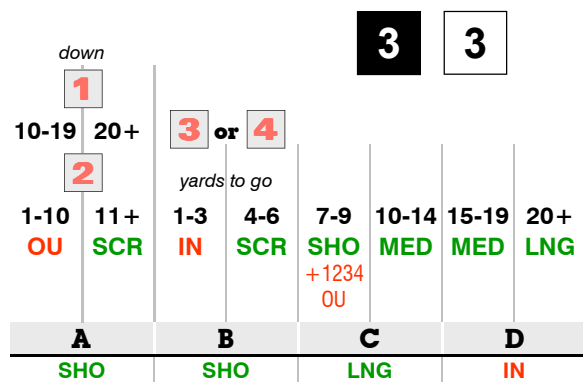 3 3
down
1
10-19 20+ 3 or 4
2 yards to go
1-10 11+ 1-3 4-6 7-9 10-14 15-19 20+
OU SCR IN SCR SHO MED MED LNG
+1234
OU
A B C D
SHO SHO LNG IN